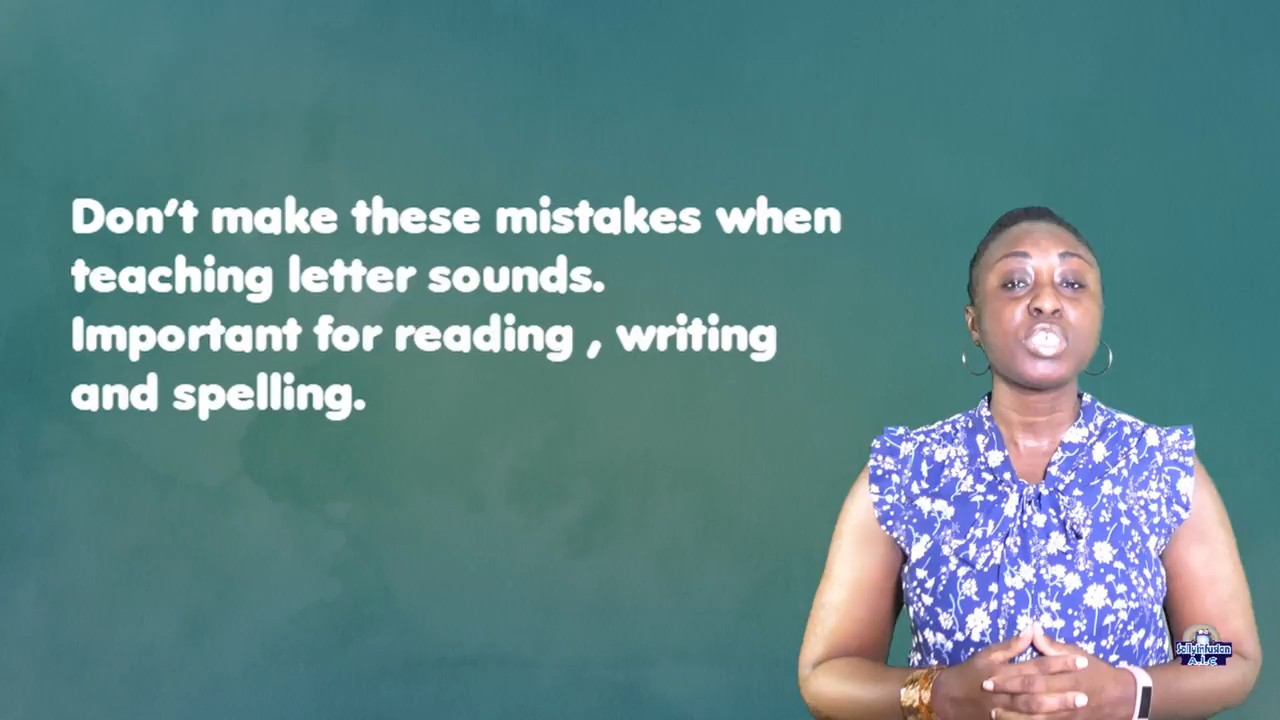 Don't make these mistakes when
teaching letter sounds.
Important for reading , writing
and spelling.
A.I.C